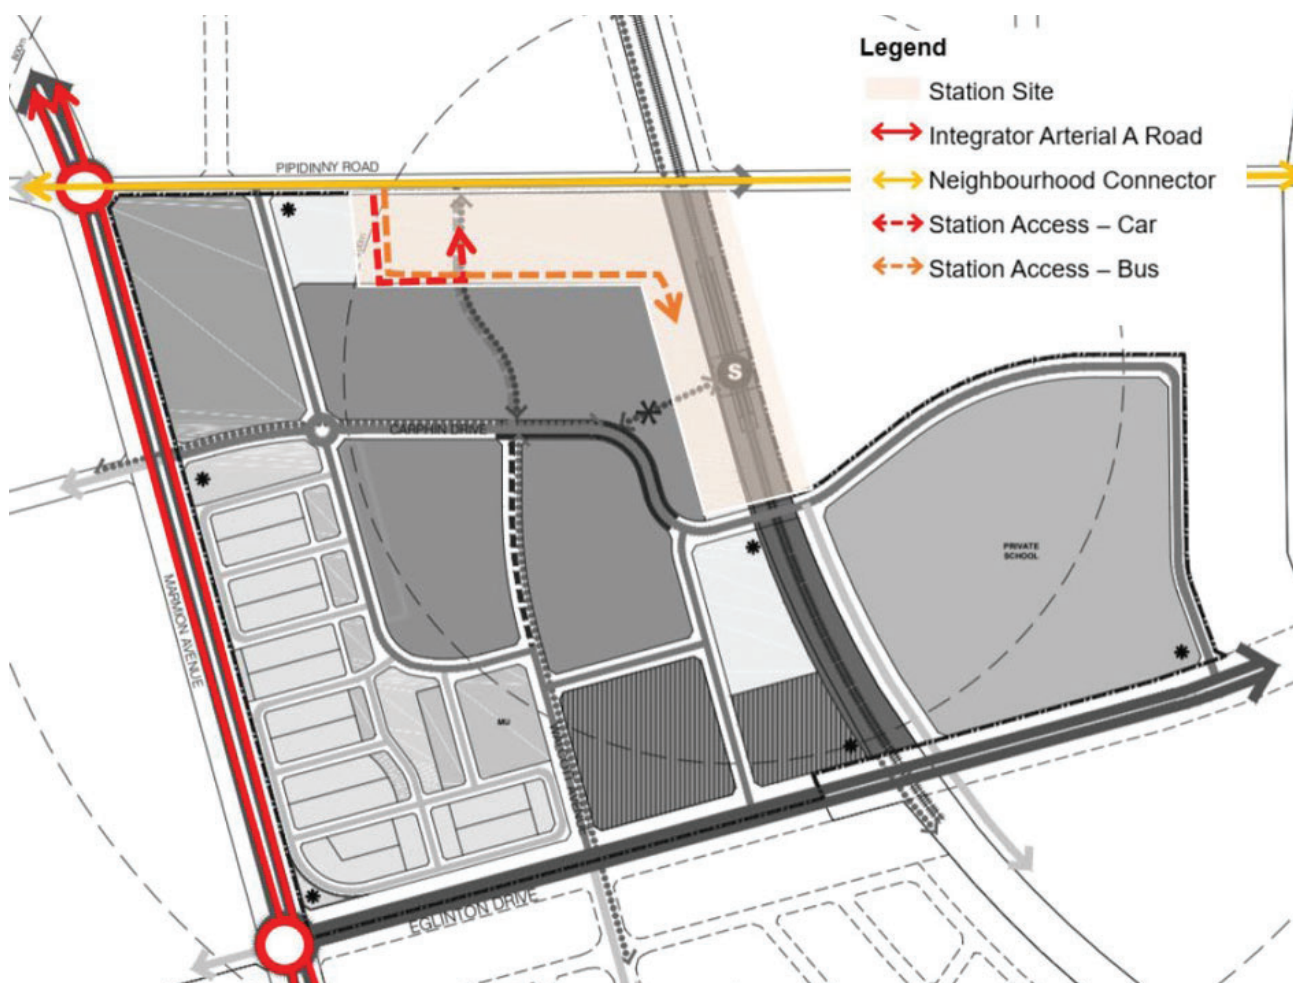 800m
Legend
Station Site
Integrator Arterial A Road
PIPIDINNY ROAD
Neighbourhood Connector
Station Access – Car
Station Access – Bus
S
CARPHIN DRIVE
PRIVATE
SCHOOL
MARMION AVENUE
MU
EGLINTON DRIVE